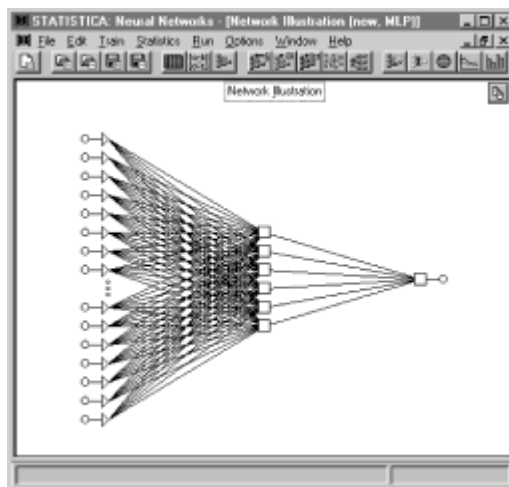 STATISTICA: Neural Networks - [Network Illustration (new, MLP)]
File Edit Train Statistics Run Options Window Help
Network Illustration